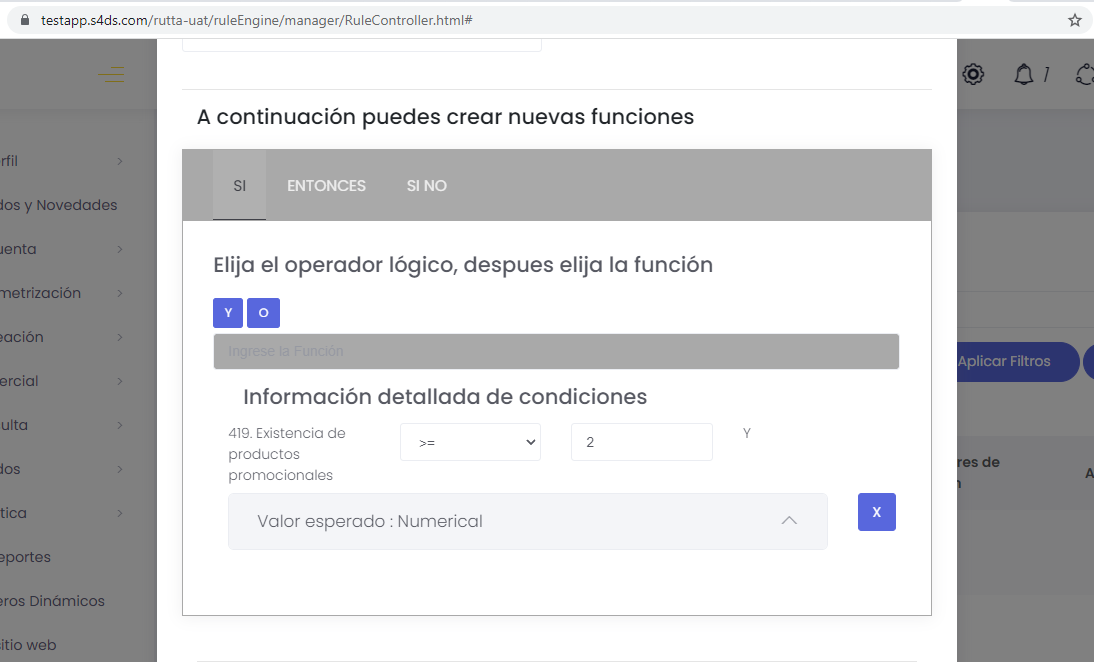 testapp.s4ds.com/rutta-uat/ruleEngine/manager/RuleController.html#
1
A continuación puedes crear nuevas funciones
SI ENTONCES SI NO
Elija el operador lógico, despues elija la función
Y O
Ingrese la Función
Información detallada de condiciones
419. Existencia de
productos
promocionales
>=
2
Y
Valor esperado : Numerical
X
rfil
dos y Novedades
uenta
metrización
eación
ercial
ulta
dos
tica
eportes
eros Dinámicos
itio web
Aplicar Filtros
res de
n
A